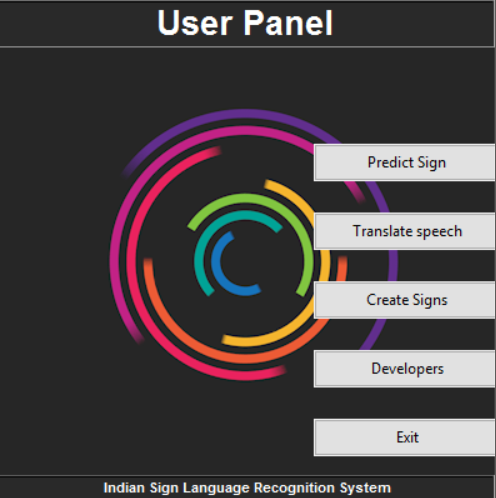 User Panel
Predict Sign
Translate speech
Create Signs
Developers
Exit
Indian Sign Language Recognition System